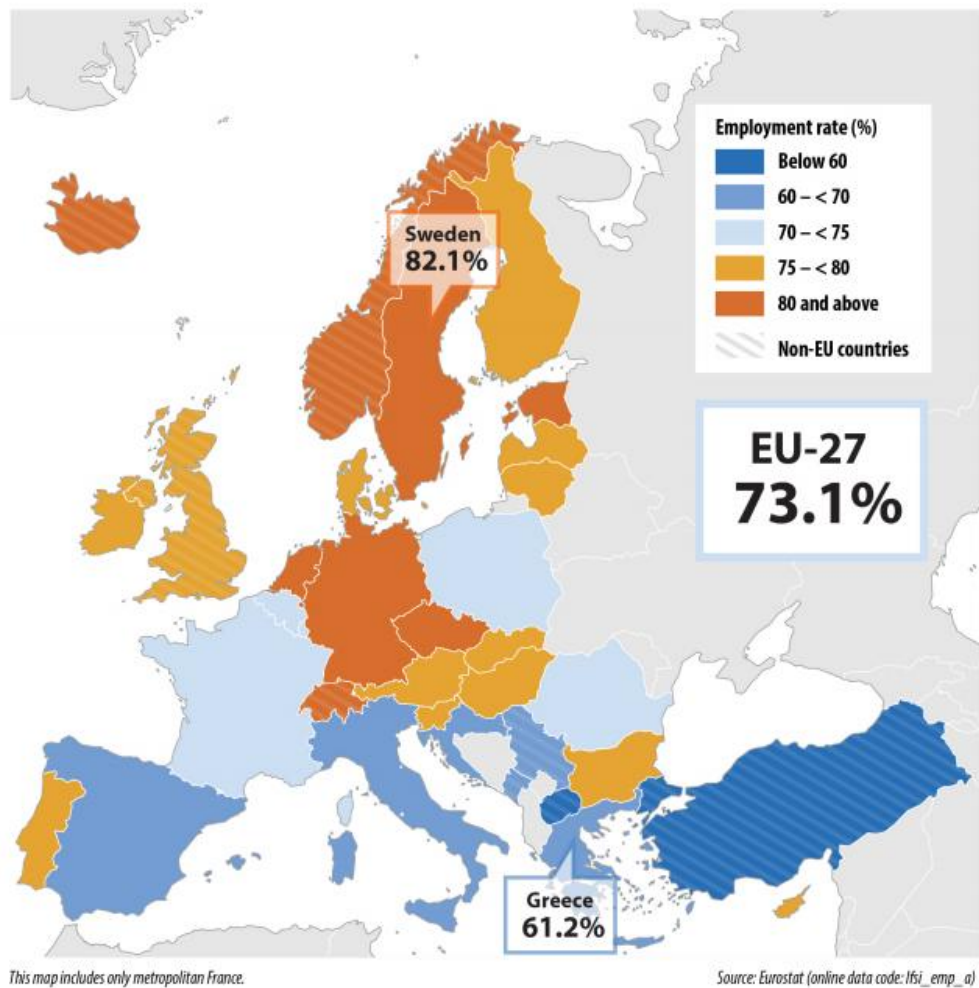 Employment rate (%)
Below 60
60 – < 70
70 – < 75
75 – < 80
80 and above
Non-EU countries
Sweden
82.1%
EU-27
73.1%
Greece
61.2%
This map includes only metropolitan France.
Source: Eurostat (online data code: lfsi_emp_a)